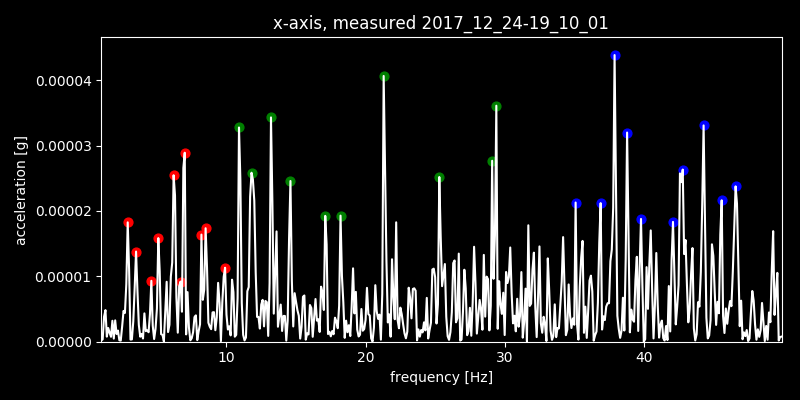 x-axis, measured 2017_12_24-19_10_01
acceleration [g]
0.00004
0.00003
0.00002
0.00001
0.00000
10 20 30 40
frequency [Hz]